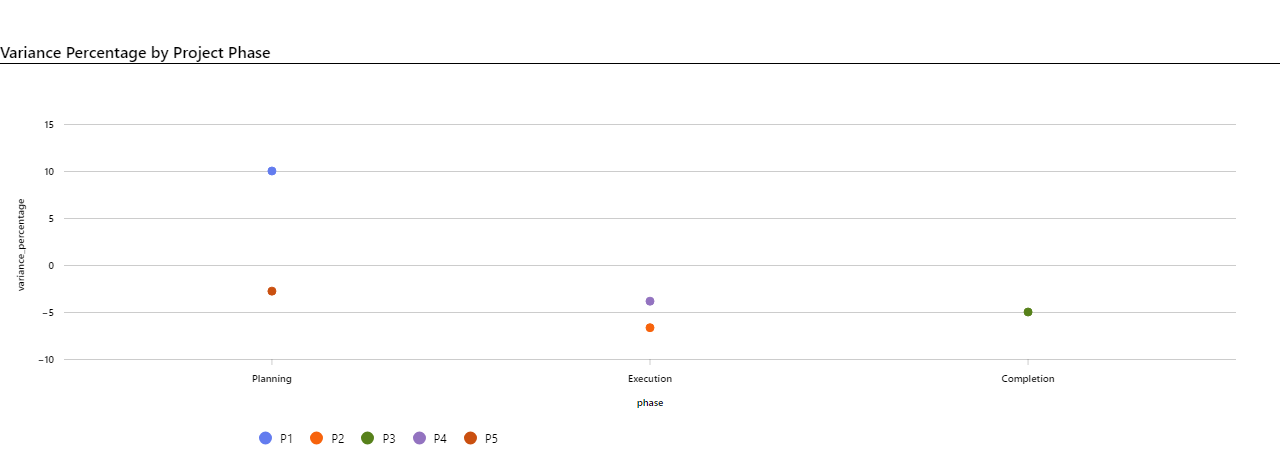 Variance Percentage by Project Phase
15
10
5
0
−5
−10
variance_percentage
Planning Execution Completion
phase
P1 P2 P3 P4 P5